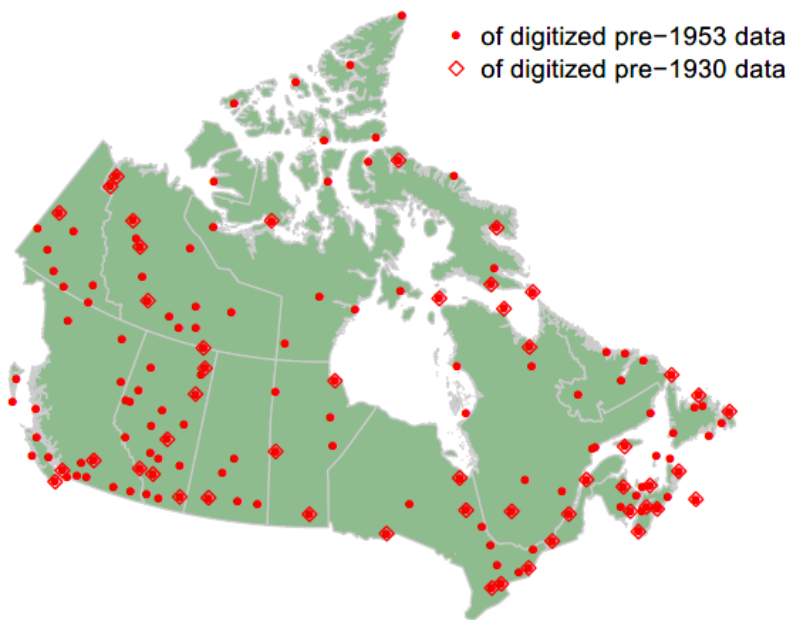 of digitized pre−1953 data
of digitized pre−1930 data